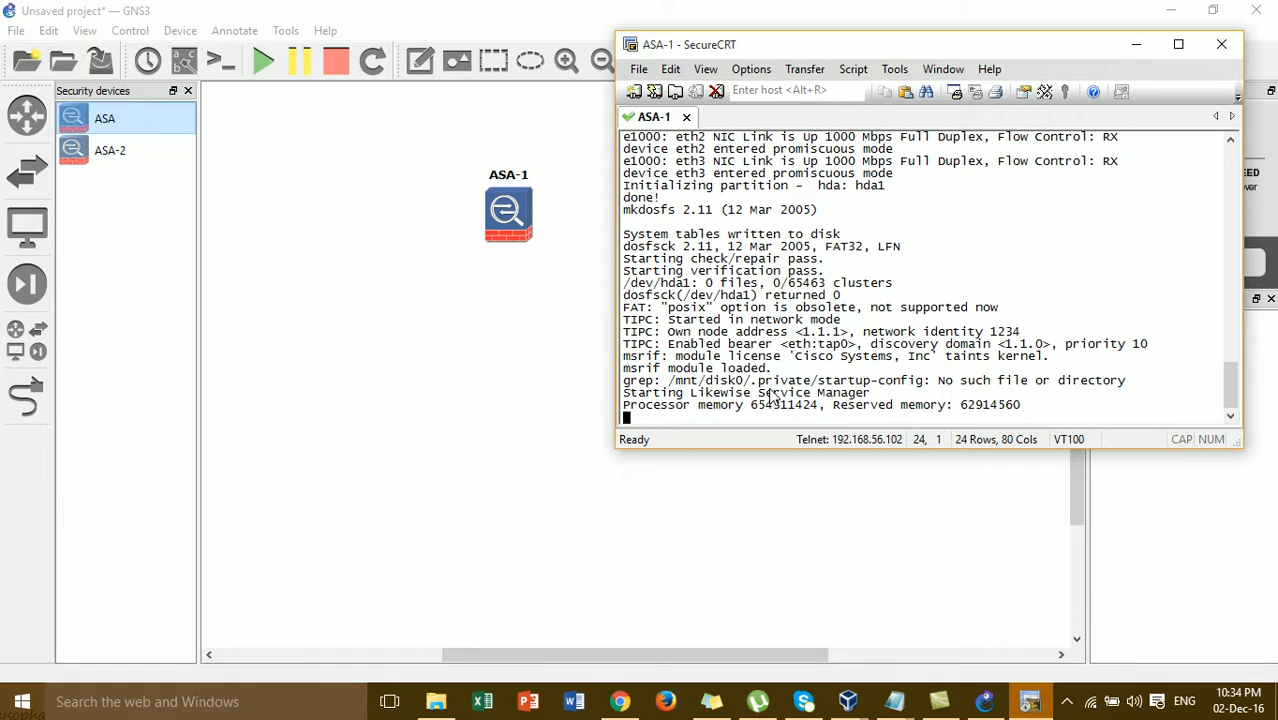 Unsaved project* — GNS3
File Edit View Control Device Annotate Tools Help
Security devices
ASA
ASA-2
ASA-1
ASA-1 - SecureCRT
File Edit View Options Transfer Script Tools Window Help
Enter host <Alt+R>
ASA-1
e1000: eth2 NIC Link is Up 1000 Mbps Full Duplex, Flow Control: RX
device eth2 entered promiscuous mode
e1000: eth3 NIC Link is Up 1000 Mbps Full Duplex, Flow Control: RX
device eth3 entered promiscuous mode
Initializing partition - hda: hda1
done!
mkdosfs 2.11 (12 Mar 2005)
System tables written to disk
dosfsck 2.11, 12 Mar 2005, FAT32, LFN
Starting check/repair pass.
Starting verification pass.
/dev/hda1: 0 files, 0/65463 clusters
dosfsck(/dev/hda1) returned 0
FAT: "posix" option is obsolete, not supported now
TIPC: Started in network mode
TIPC: Own node address <1.1.1>, network identity 1234
TIPC: Enabled bearer <eth:tap0>, discovery domain <1.1.0>, priority 10
msrif: module license 'Cisco Systems, Inc' taints kernel.
msrif module loaded.
grep: /mnt/disk0/.private/startup-config: No such file or directory
Starting Likewise Service Manager
Processor memory 654311424, Reserved memory: 62914560
Ready Telnet: 192.168.56.102 24, 1 24 Rows, 80 Cols VT100 CAP NUM
Search the web and Windows
ENG
10:34 PM
02-Dec-16